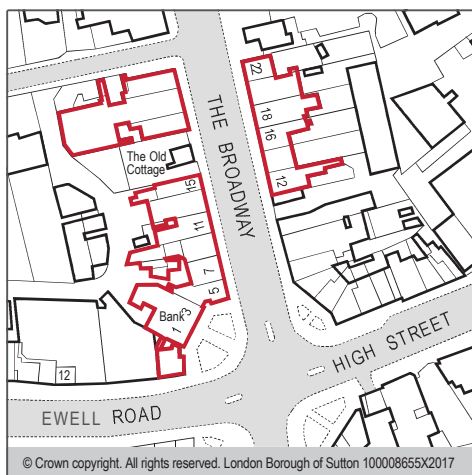 22
THE BROADWAY
18
16
The Old
Cottage
12
15
11
7
5
Bank
3
1
HIGH STREET
12
EWELL ROAD
© Crown copyright. All rights reserved. London Borough of Sutton 100008655X2017